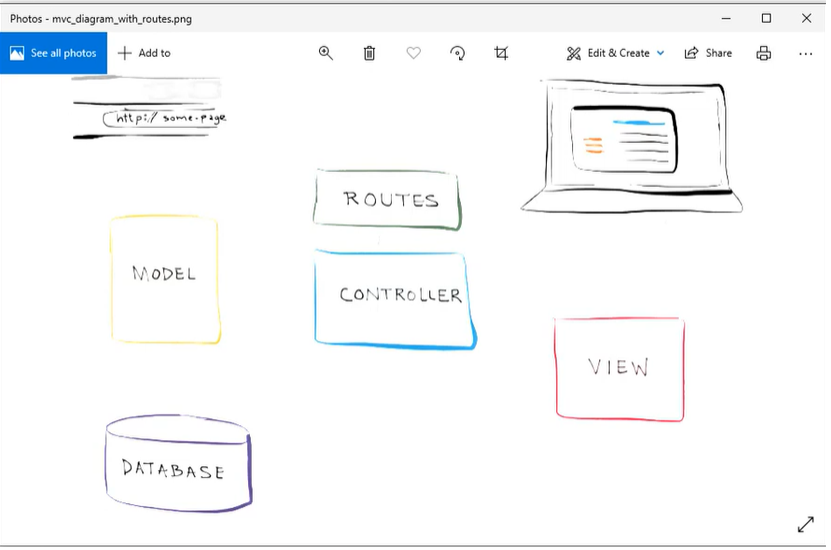 Photos - mvc_diagram_with_routes.png
See all photos
Add to
Edit & Create
Share
http:// some-page
ROUTES
MODEL
CONTROLLER
VIEW
DATABASE